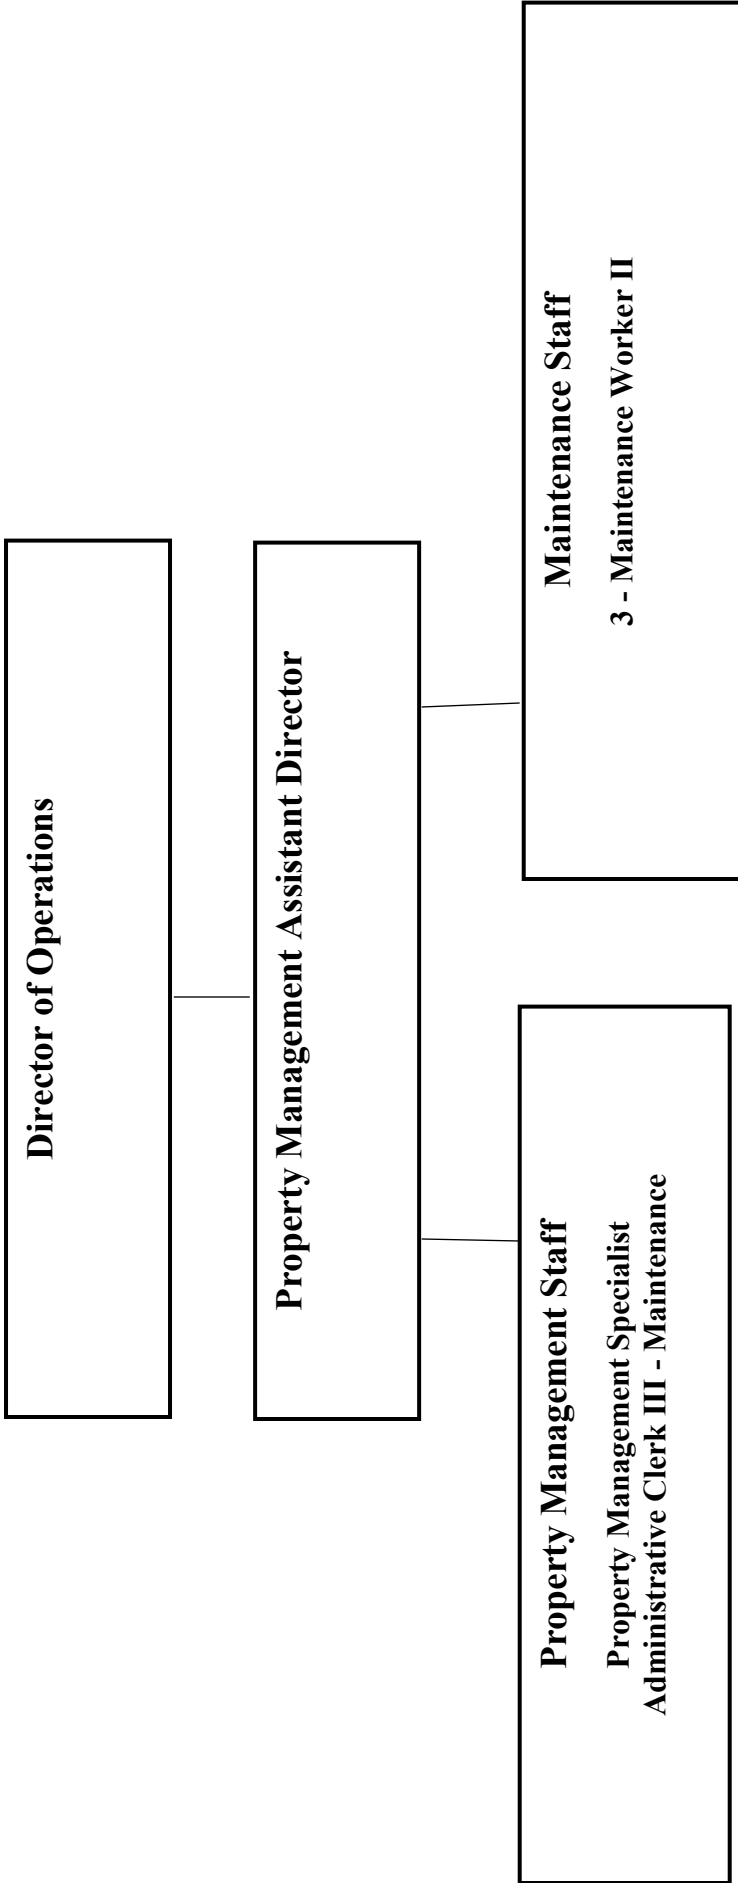 Director of Operations
Property Management Assistant Director
Property Management Staff
Property Management Specialist
Administrative Clerk III - Maintenance
Maintenance Staff
3 - Maintenance Worker II